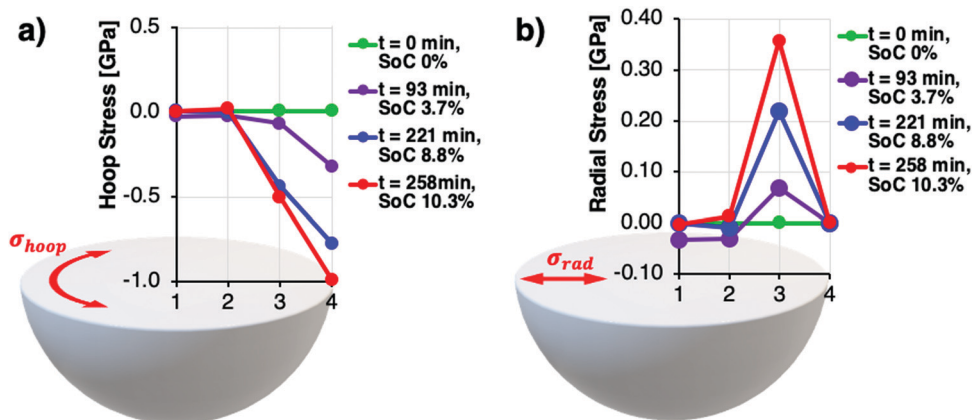 a)
Hoop Stress [GPa]
0.5
0.0
-0.5
-1.0
1 2 3 4
t = 0 min,
SoC 0%
t = 93 min,
SoC 3.7%
t = 221 min,
SoC 8.8%
t = 258min,
SoC 10.3%
σhoop
b)
Radial Stress [GPa]
0.40
0.30
0.20
0.10
0.00
-0.10
1 2 3 4
t = 0 min,
SoC 0%
t = 93 min,
SoC 3.7%
t = 221 min,
SoC 8.8%
t = 258 min,
SoC 10.3%
σrad